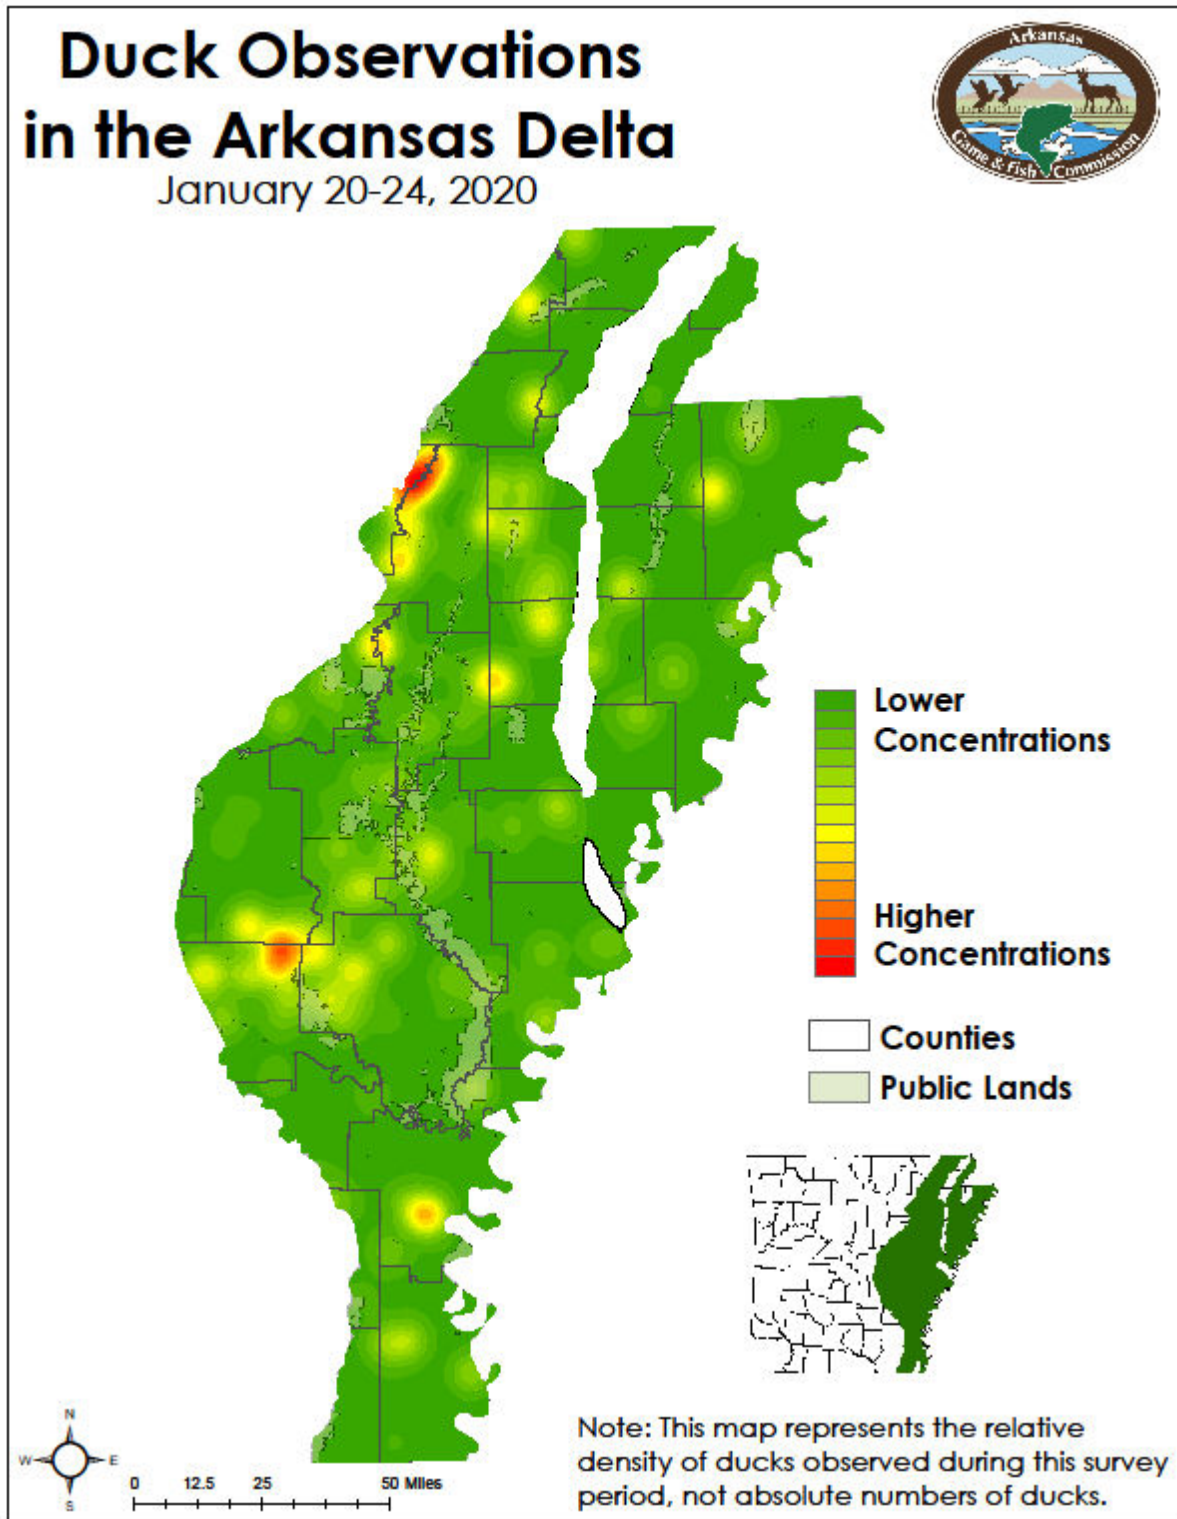 Duck Observations
in the Arkansas Delta
January 20-24, 2020
Arkansas
Game & Fish Commission
Lower
Concentrations
Higher
Concentrations
Counties
Public Lands
N
W E
S
0 12.5 25 50 Miles
Note: This map represents the relative
density of ducks observed during this survey
period, not absolute numbers of ducks.